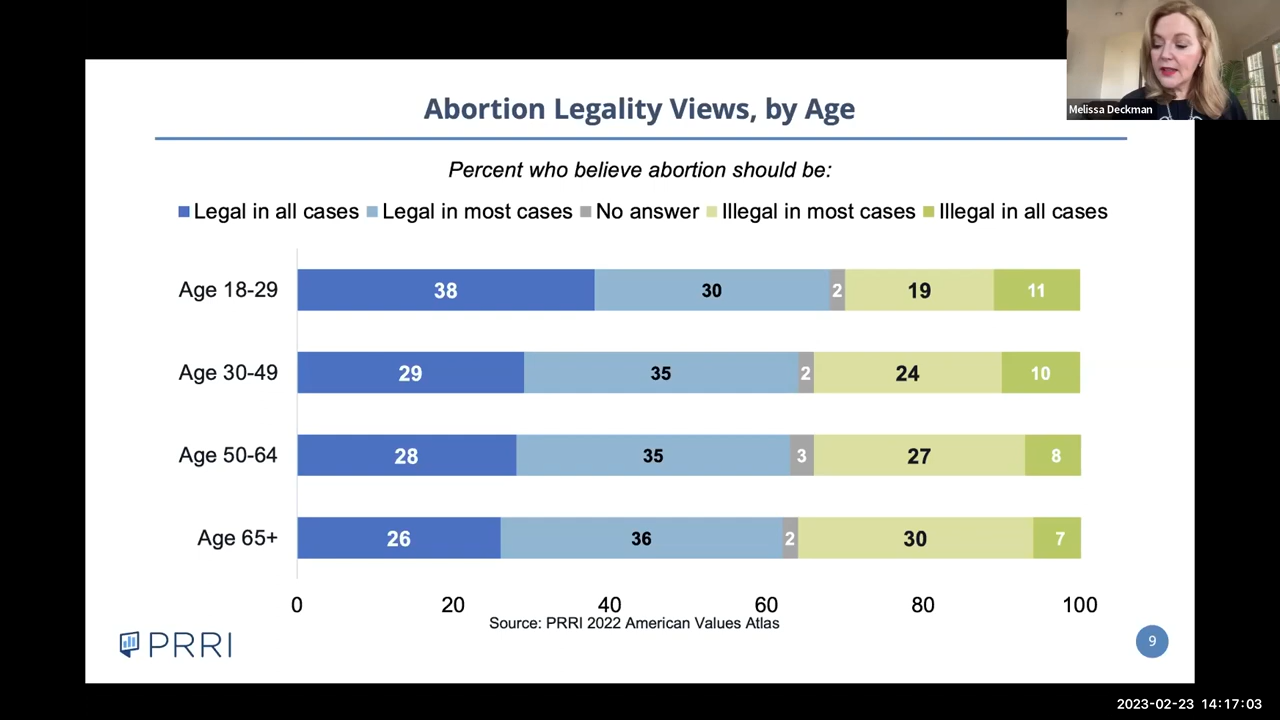 Melissa Deckman
Abortion Legality Views, by Age
Percent who believe abortion should be:
Legal in all cases Legal in most cases No answer Illegal in most cases Illegal in all cases
Age 18-29 38 30 2 19 11
Age 30-49 29 35 2 24 10
Age 50-64 28 35 3 27 8
Age 65+ 26 36 2 30 7
0 20 40 60 80 100
Source: PRRI 2022 American Values Atlas
PRRI
9
2023-02-23 14:17:03